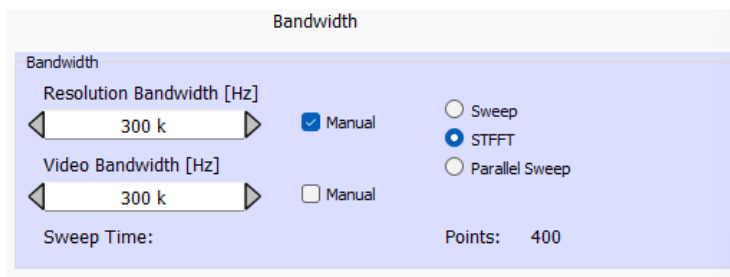 Bandwidth
Bandwidth
Resolution Bandwidth [Hz]
300 k
Manual
Sweep
STFFT
Video Bandwidth [Hz]
Parallel Sweep
300 k
Manual
Sweep Time:
Points: 400